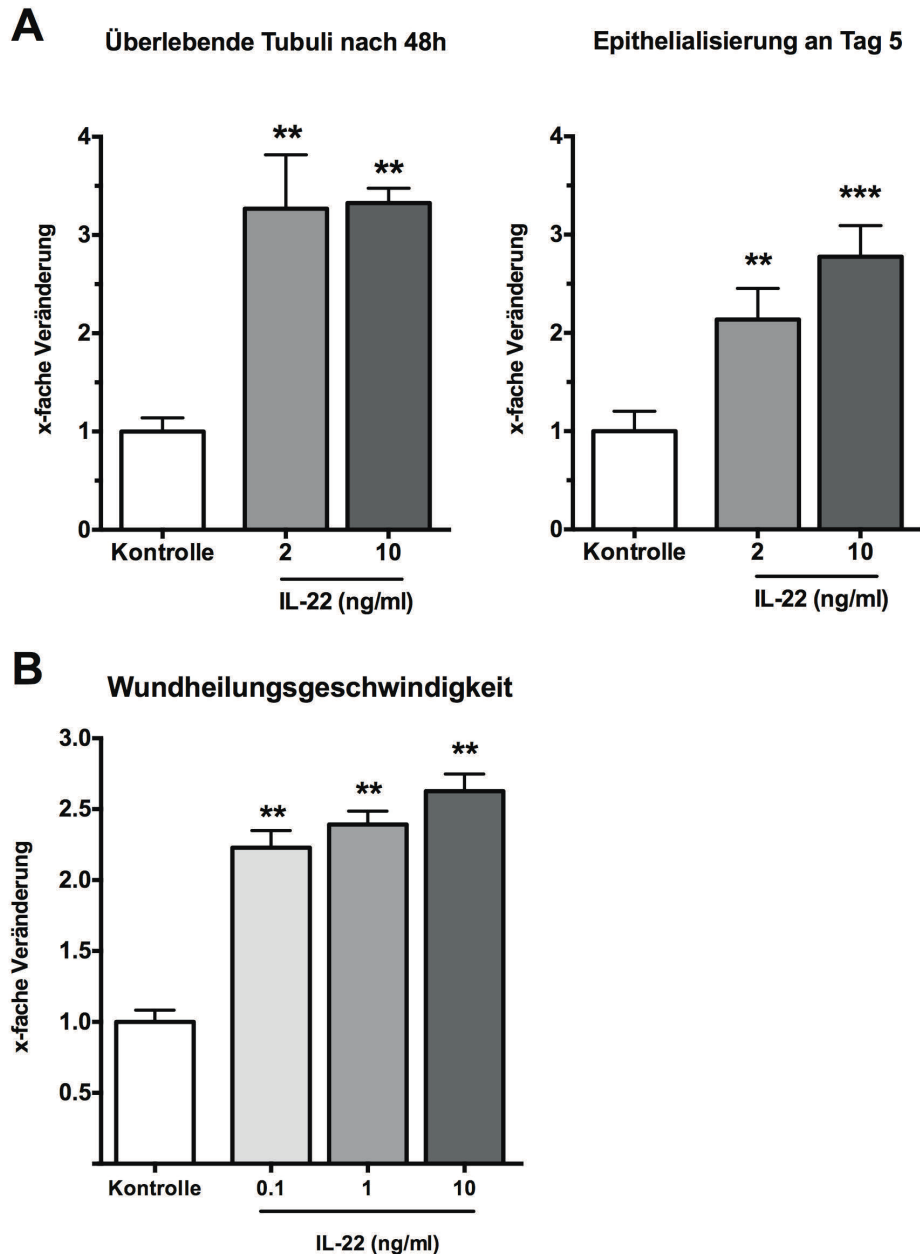 A
Überlebende Tubuli nach 48h
x-fache Veränderung
4
3
2
1
0
**
**
Kontrolle 2 10
IL-22 (ng/ml)
Epithelialisierung an Tag 5
x-fache Veränderung
4
3
2
1
0
**
***
Kontrolle 2 10
IL-22 (ng/ml)
B
Wundheilungsgeschwindigkeit
x-fache Veränderung
3.0
2.5
2.0
1.5
1.0
0.5
**
**
**
Kontrolle 0.1 1 10
IL-22 (ng/ml)